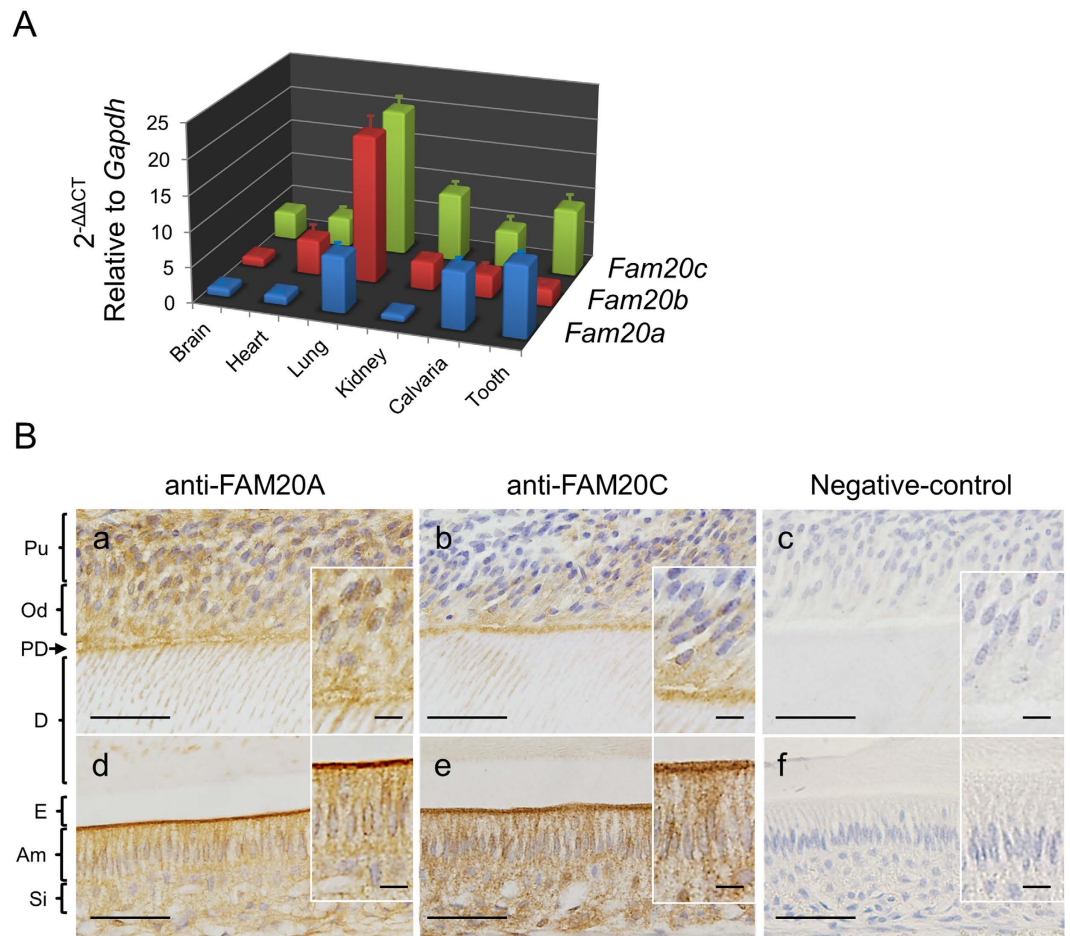 A
25
20
15
10
5
0
2-ΔΔCT
Relative to Gapdh
Brain
Heart
Lung
Kidney
Calvaria
Tooth
Fam20c
Fam20b
Fam20a
B
anti-FAM20A
anti-FAM20C
Negative-control
Pu
Od
PD
D
E
Am
Si
a
b
c
d
e
f